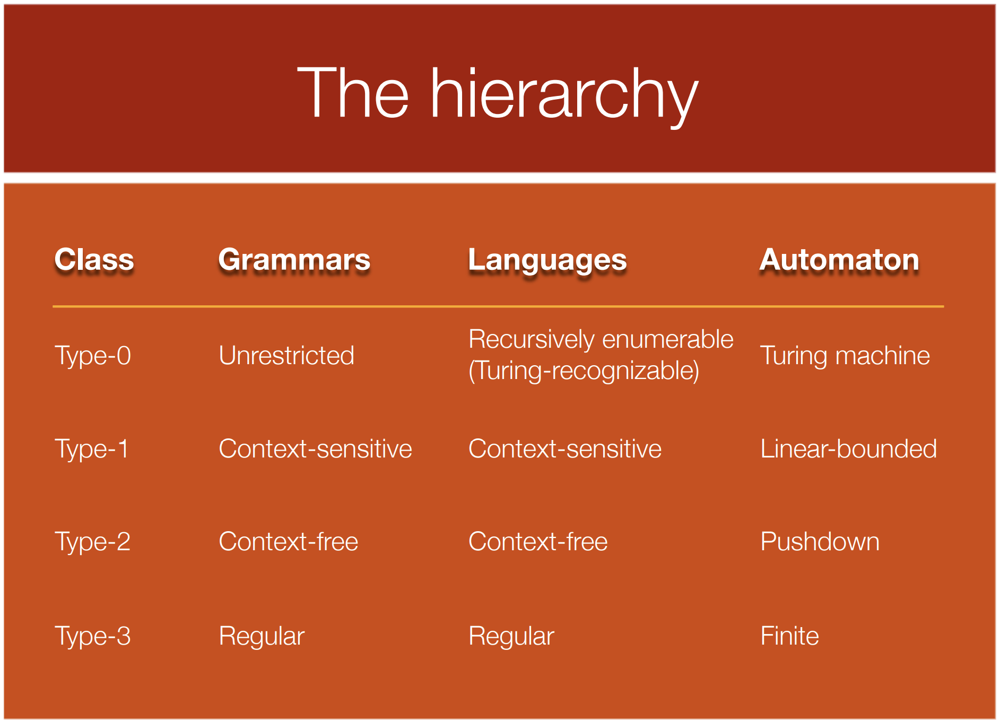 The hierarchy
Class Grammars Languages Automaton
Type-0 Unrestricted Recursively enumerable (Turing-recognizable) Turing machine
Type-1 Context-sensitive Context-sensitive Linear-bounded
Type-2 Context-free Context-free Pushdown
Type-3 Regular Regular Finite